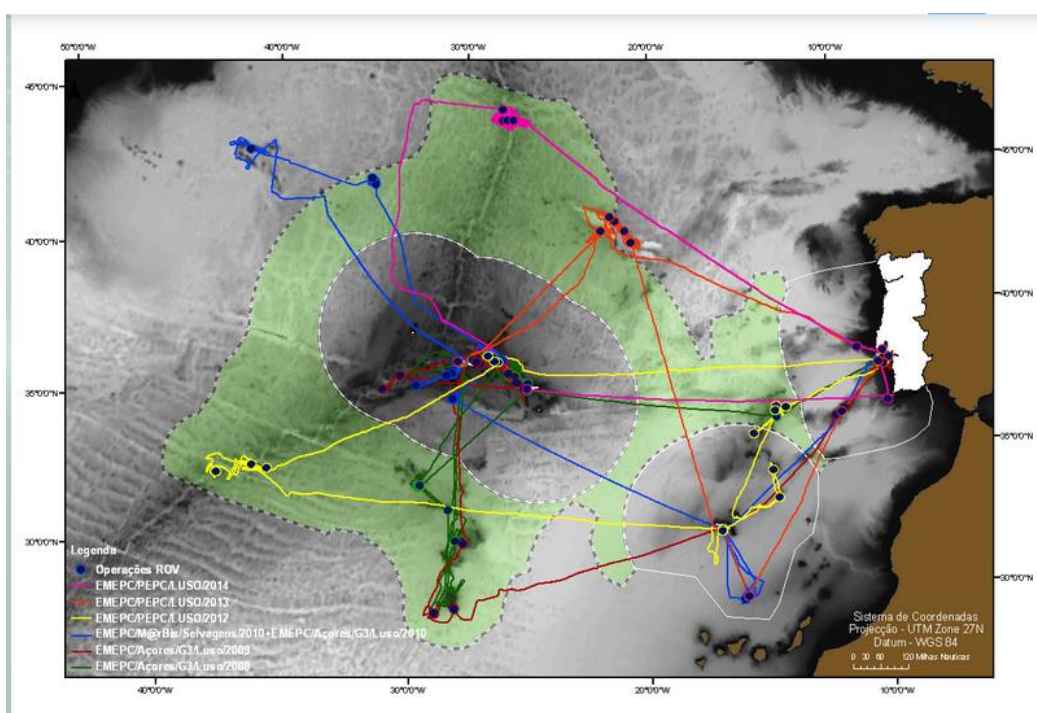 50°0'0"W 40°0'0"W 30°0'0"W 20°0'0"W 10°0'0"W
45°0'0"N
45°0'0"N
40°0'0"N
40°0'0"N
35°0'0"N
35°0'0"N
30°0'0"N
30°0'0"N
Legenda
Operações ROV
EMEPC/PEPC/LUSO/2014
EMEPC/PEPC/LUSO/2013
EMEPC/PEPC/LUSO/2012
EMEPC/M@rBis/Selvagens/2010+EMEPC/Açores/G3/Luso/2010
EMEPC/Açores/G3/Luso/2009
EMEPC/Açores/G3/Luso/2008
Sistema de Coordenadas
Projecção - UTM Zone 27N
Datum - WGS 84
0 30 60 120 Milhas Nauticas
40°0'0"W 30°0'0"W 20°0'0"W 10°0'0"W